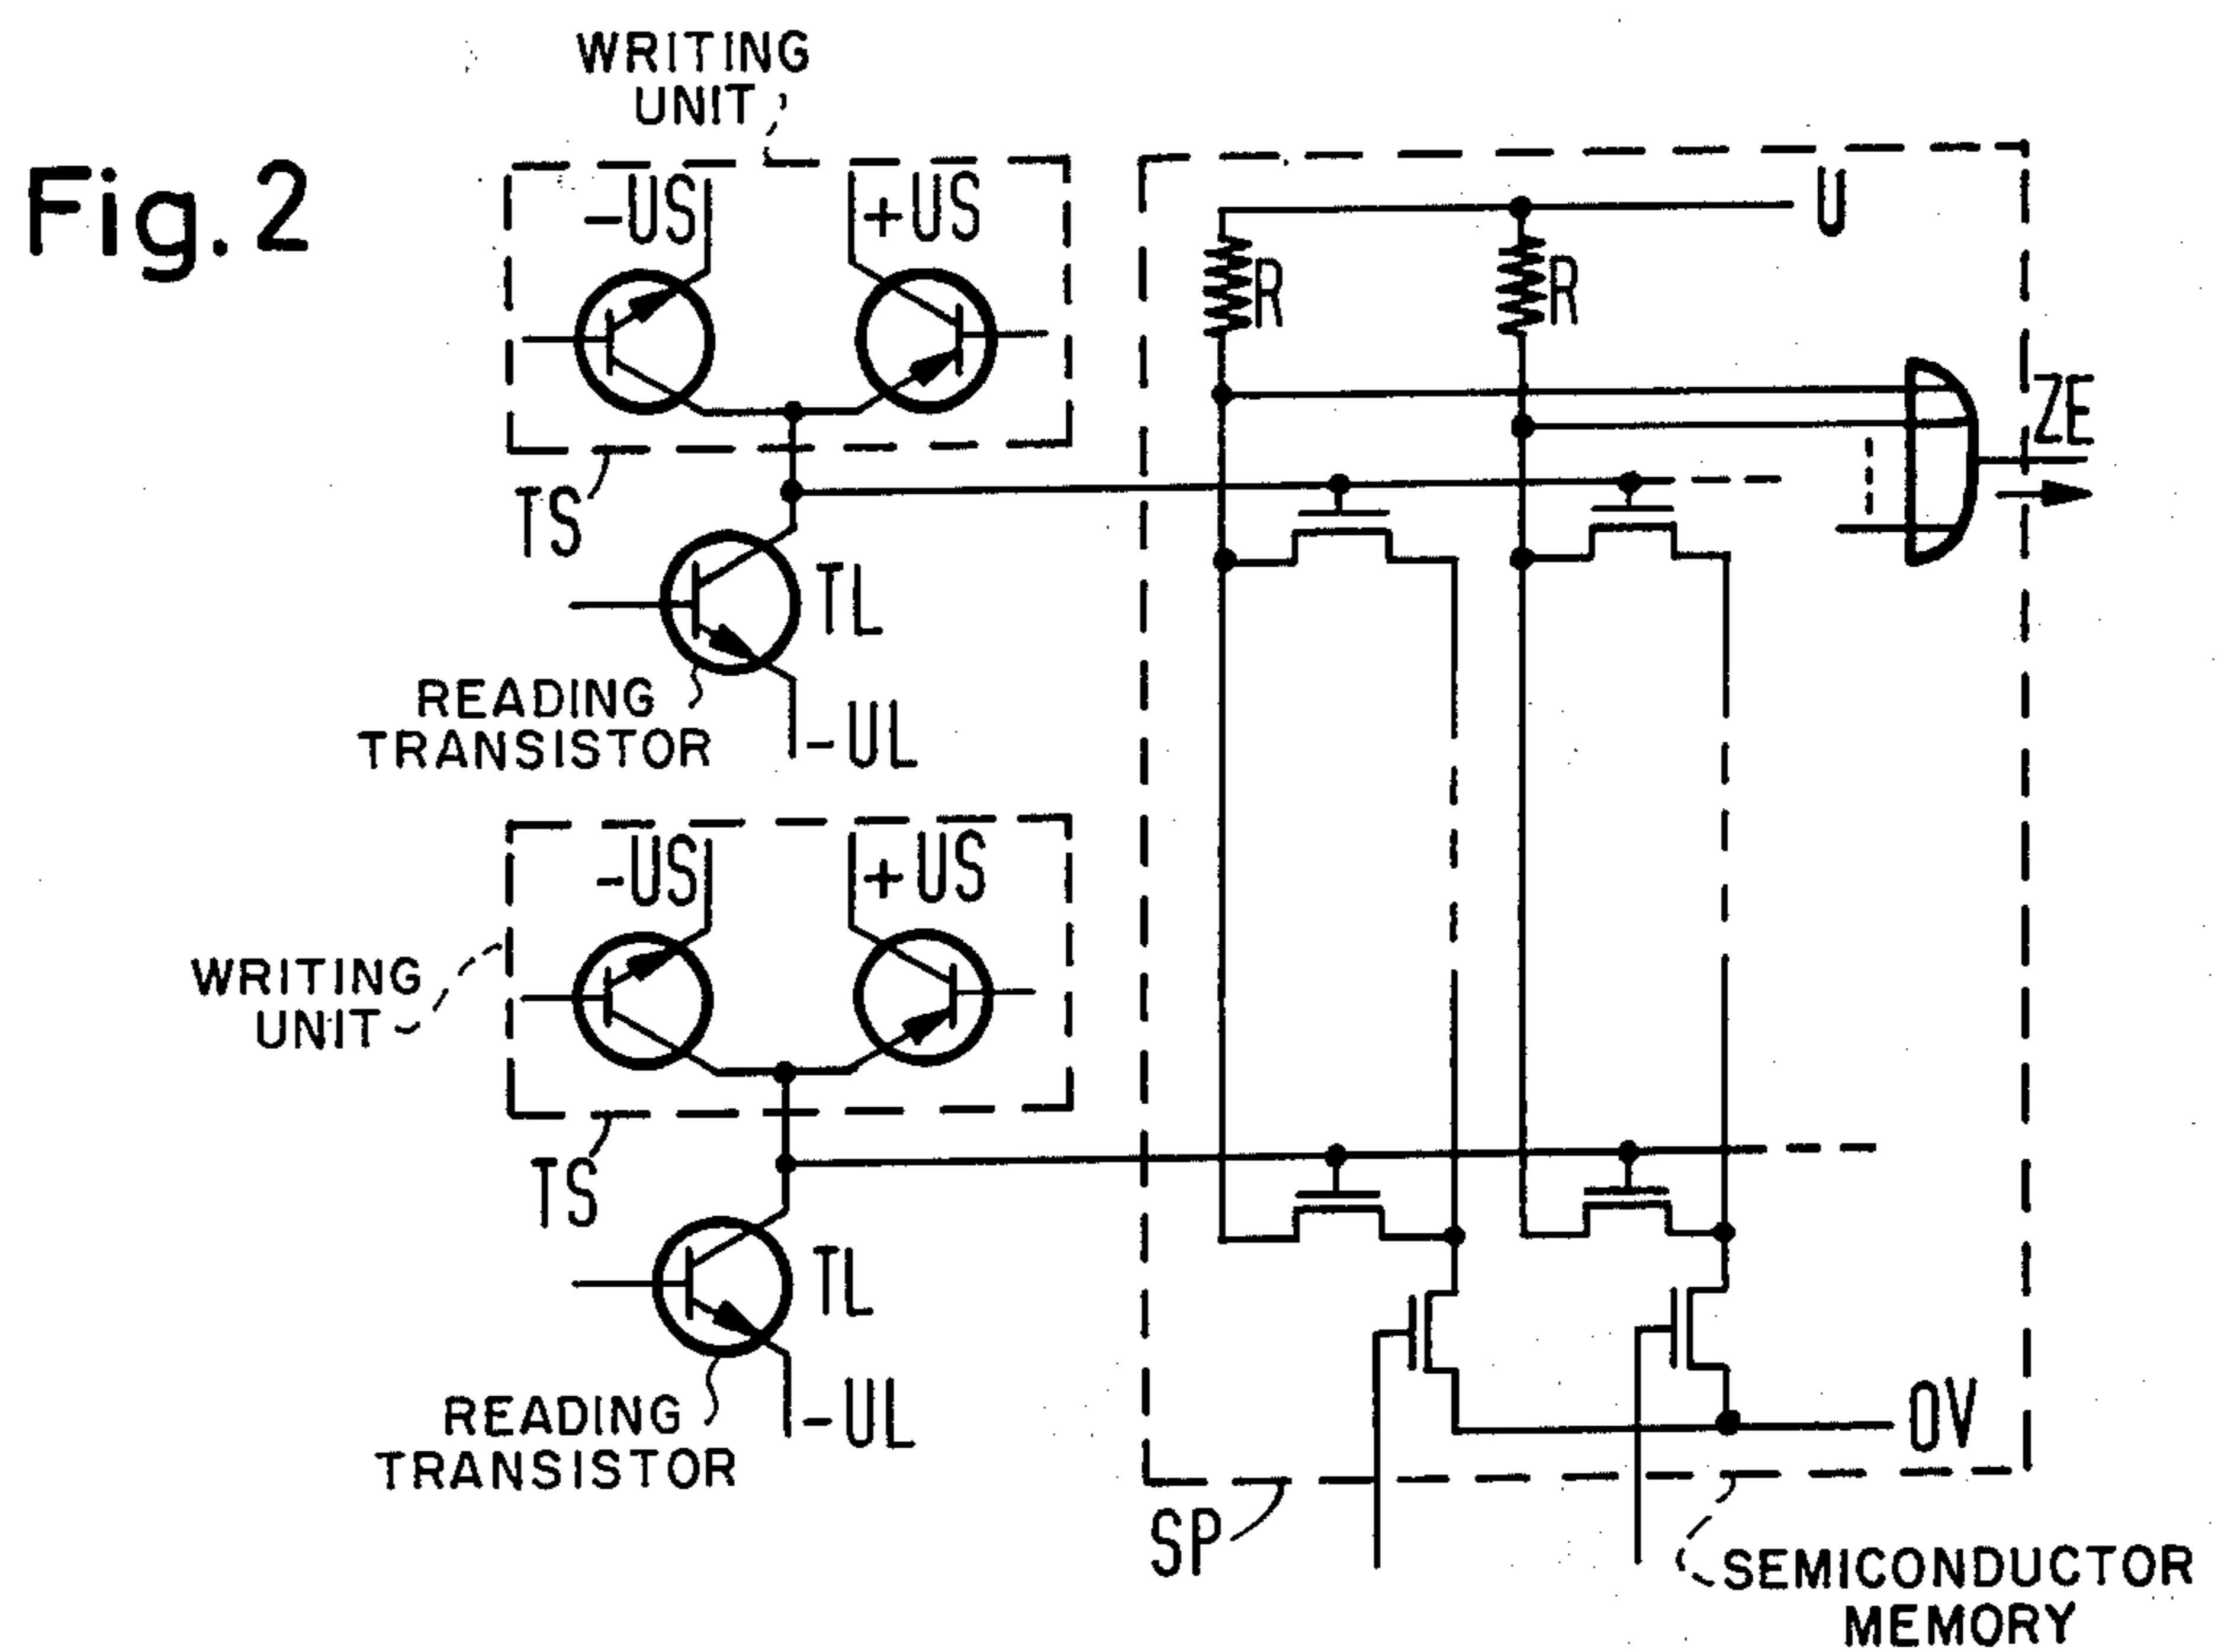 Fig.2
WRITING
UNIT
-US
+US
TS
TL
READING
TRANSISTOR
-UL
U
R
R
ZE
-US
+US
WRITING
UNIT
TS
TL
READING
TRANSISTOR
-UL
0V
SP
SEMICONDUCTOR
MEMORY